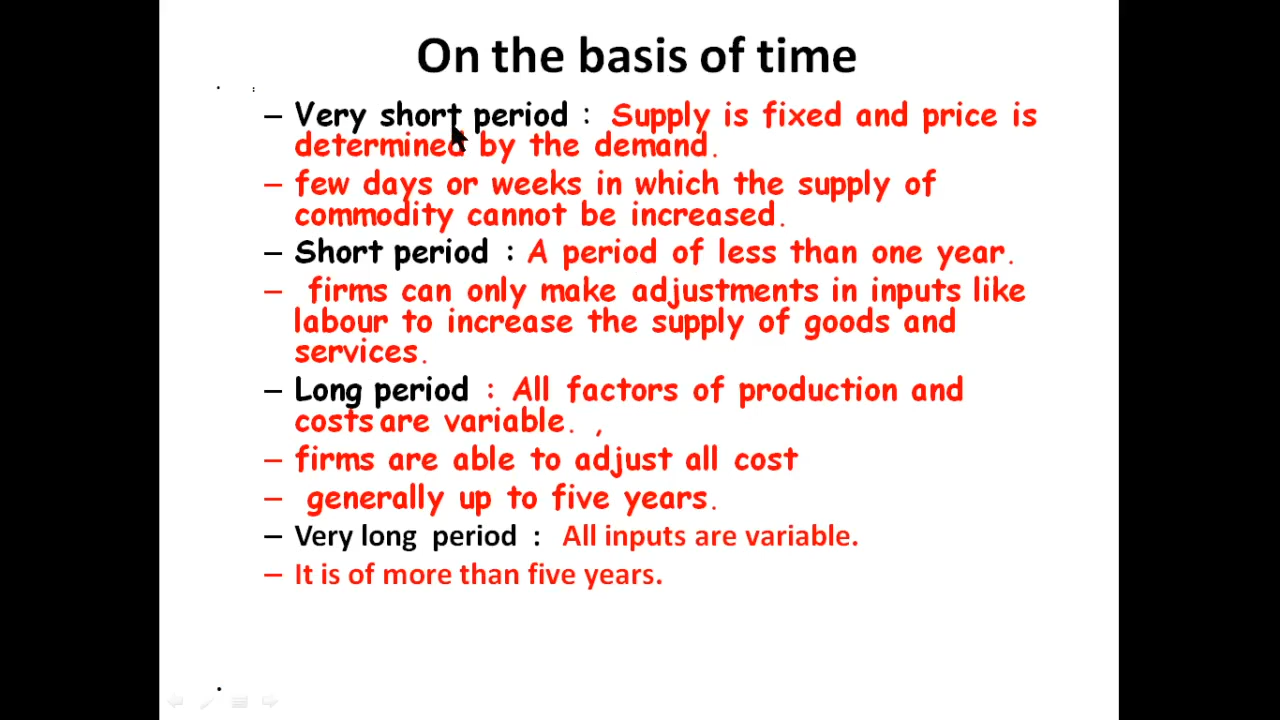 On the basis of time
– Very short period : Supply is fixed and price is
determined by the demand.
– few days or weeks in which the supply of
commodity cannot be increased.
– Short period : A period of less than one year.
– firms can only make adjustments in inputs like
labour to increase the supply of goods and
services.
– Long period : All factors of production and
costs are variable. ,
– firms are able to adjust all cost
– generally up to five years.
– Very long period : All inputs are variable.
– It is of more than five years.